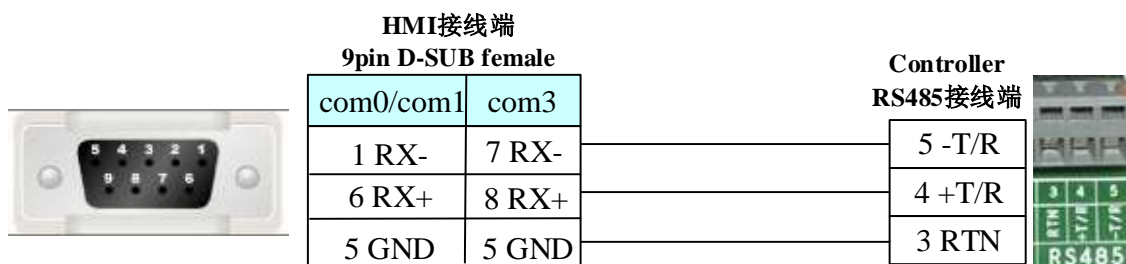 HMI接线端
9pin D-SUB female
Controller
RS485接线端
com0/com1 com3
1 RX- 7 RX- 5 -T/R
6 RX+ 8 RX+ 4 +T/R
5 GND 5 GND 3 RTN
5 4 3 2 1
9 8 7 6
3 4 5
RTN +T/R -T/R
RS485